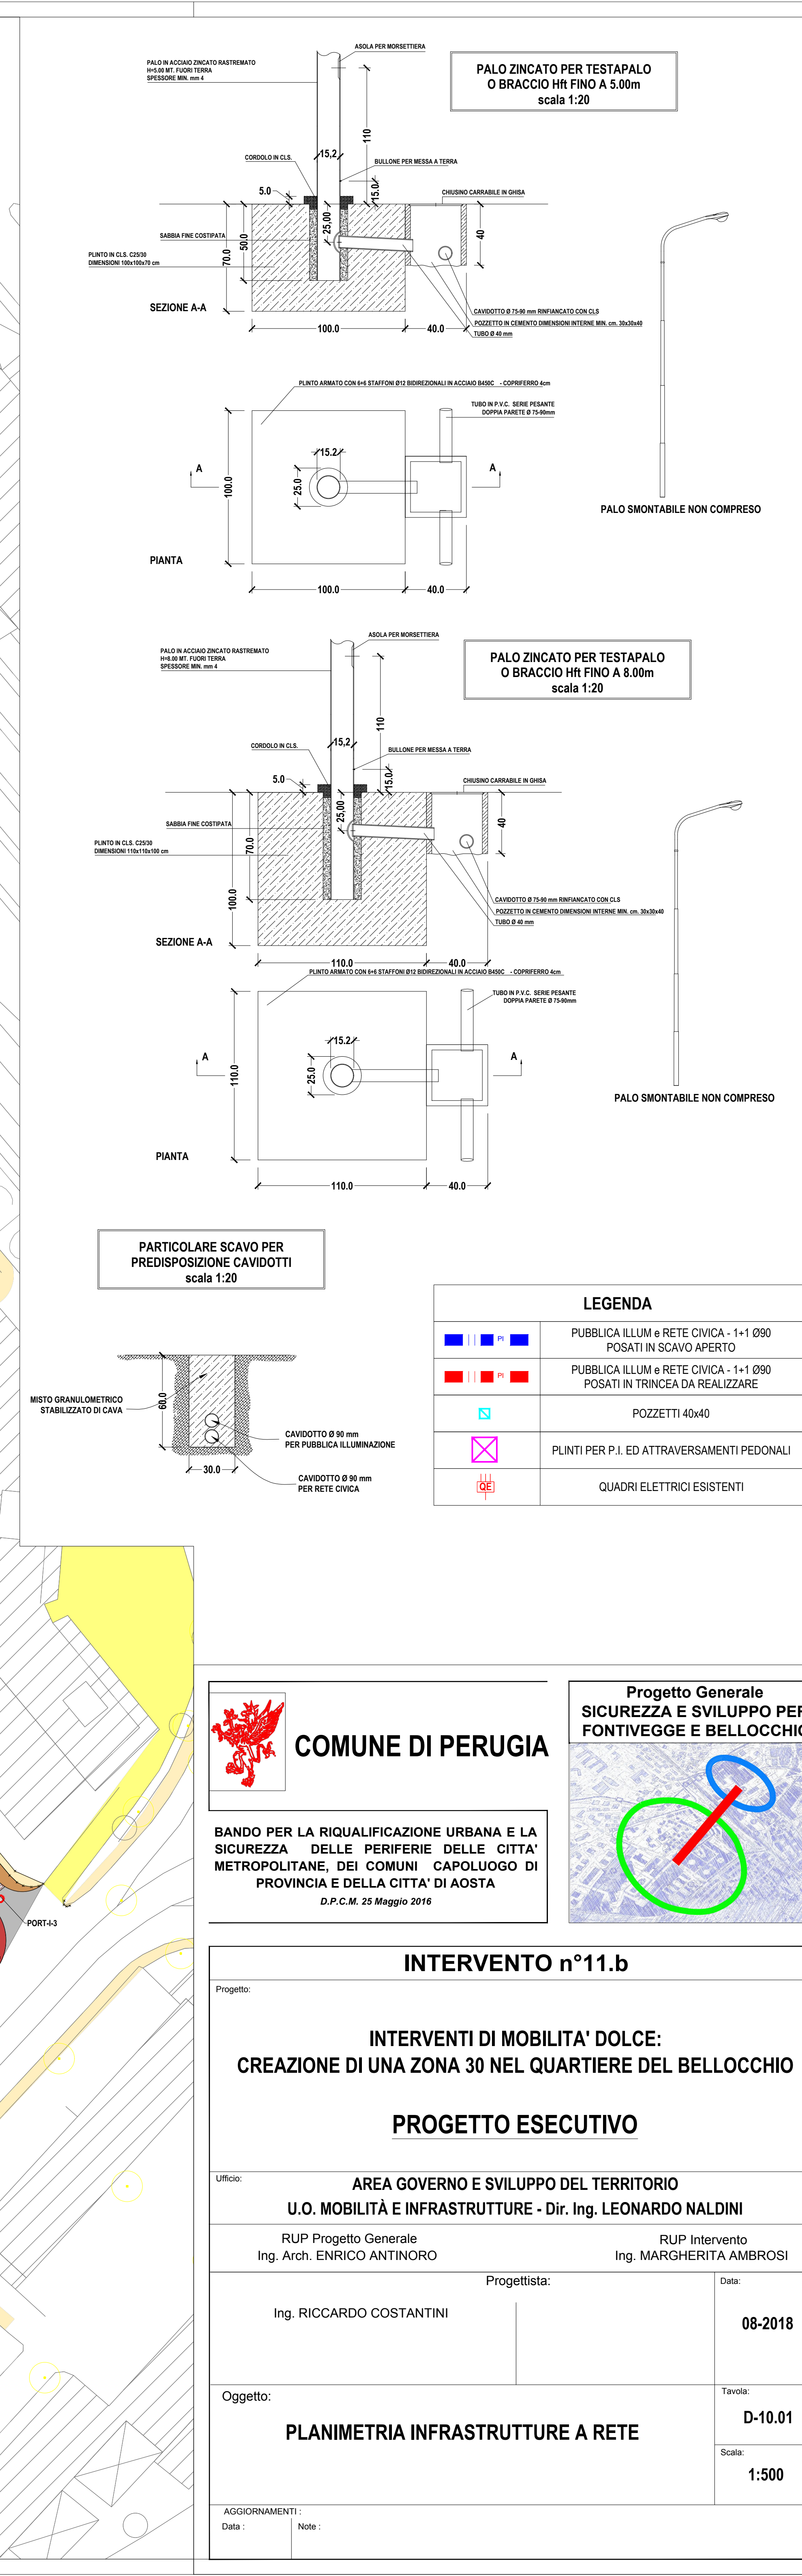 ASOLA PER MORSETTIERA
PALO IN ACCIAIO ZINCATO RASTREMATO
H=5.00 MT. FUORI TERRA
SPESSORE MIN. mm 4
PALO ZINCATO PER TESTAPALO
O BRACCIO Hft FINO A 5.00m
scala 1:20
110
15,2
CORDOLO IN CLS.
BULLONE PER MESSA A TERRA
5.0
15.0
CHIUSINO CARRABILE IN GHISA
25,00
SABBIA FINE COSTIPATA
50.0
70.0
40
PLINTO IN CLS. C25/30
DIMENSIONI 100x100x70 cm
SEZIONE A-A
CAVIDOTTO Ø 75-90 mm RINFIANCATO CON CLS
POZZETTO IN CEMENTO DIMENSIONI INTERNE MIN. cm. 30x30x40
TUBO Ø 40 mm
100.0
40.0
PLINTO ARMATO CON 6+6 STAFFONI Ø12 BIDIREZIONALI IN ACCIAIO B450C - COPRIFERRO 4cm
TUBO IN P.V.C. SERIE PESANTE
DOPPIA PARETE Ø 75-90mm
15.2
A
A
25.0
100.0
PALO SMONTABILE NON COMPRESO
PIANTA
100.0
40.0
ASOLA PER MORSETTIERA
PALO IN ACCIAIO ZINCATO RASTREMATO
H=8.00 MT. FUORI TERRA
SPESSORE MIN. mm 4
PALO ZINCATO PER TESTAPALO
O BRACCIO Hft FINO A 8.00m
scala 1:20
110
15,2
CORDOLO IN CLS.
BULLONE PER MESSA A TERRA
5.0
15.0
CHIUSINO CARRABILE IN GHISA
25,00
SABBIA FINE COSTIPATA
40
70.0
100.0
PLINTO IN CLS. C25/30
DIMENSIONI 110x110x100 cm
CAVIDOTTO Ø 75-90 mm RINFIANCATO CON CLS
POZZETTO IN CEMENTO DIMENSIONI INTERNE MIN. cm. 30x30x40
TUBO Ø 40 mm
SEZIONE A-A
110.0
40.0
PLINTO ARMATO CON 6+6 STAFFONI Ø12 BIDIREZIONALI IN ACCIAIO B450C - COPRIFERRO 4cm
TUBO IN P.V.C. SERIE PESANTE
DOPPIA PARETE Ø 75-90mm
15.2
A
A
25.0
110.0
PALO SMONTABILE NON COMPRESO
PIANTA
110.0
40.0
PARTICOLARE SCAVO PER
PREDISPOSIZIONE CAVIDOTTI
scala 1:20
MISTO GRANULOMETRICO
STABILIZZATO DI CAVA
60.0
CAVIDOTTO Ø 90 mm
PER PUBBLICA ILLUMINAZIONE
30.0
CAVIDOTTO Ø 90 mm
PER RETE CIVICA
LEGENDA
PI
PUBBLICA ILLUM e RETE CIVICA - 1+1 Ø90
POSATI IN SCAVO APERTO
PI
PUBBLICA ILLUM e RETE CIVICA - 1+1 Ø90
POSATI IN TRINCEA DA REALIZZARE
POZZETTI 40x40
PLINTI PER P.I. ED ATTRAVERSAMENTI PEDONALI
QE
QUADRI ELETTRICI ESISTENTI
COMUNE DI PERUGIA
BANDO PER LA RIQUALIFICAZIONE URBANA E LA
SICUREZZA DELLE PERIFERIE DELLE CITTA'
METROPOLITANE, DEI COMUNI CAPOLUOGO DI
PROVINCIA E DELLA CITTA' DI AOSTA
D.P.C.M. 25 Maggio 2016
Progetto Generale
SICUREZZA E SVILUPPO PER
FONTIVEGGE E BELLOCCHIO
PORT-I-3
INTERVENTO n°11.b
Progetto:
INTERVENTI DI MOBILITA' DOLCE:
CREAZIONE DI UNA ZONA 30 NEL QUARTIERE DEL BELLOCCHIO
PROGETTO ESECUTIVO
Ufficio:
AREA GOVERNO E SVILUPPO DEL TERRITORIO
U.O. MOBILITÀ E INFRASTRUTTURE - Dir. Ing. LEONARDO NALDINI
RUP Progetto Generale
Ing. Arch. ENRICO ANTINORO
RUP Intervento
Ing. MARGHERITA AMBROSI
Progettista:
Ing. RICCARDO COSTANTINI
Data:
08-2018
Oggetto:
PLANIMETRIA INFRASTRUTTURE A RETE
Tavola:
D-10.01
Scala:
1:500
AGGIORNAMENTI :
Data :
Note :